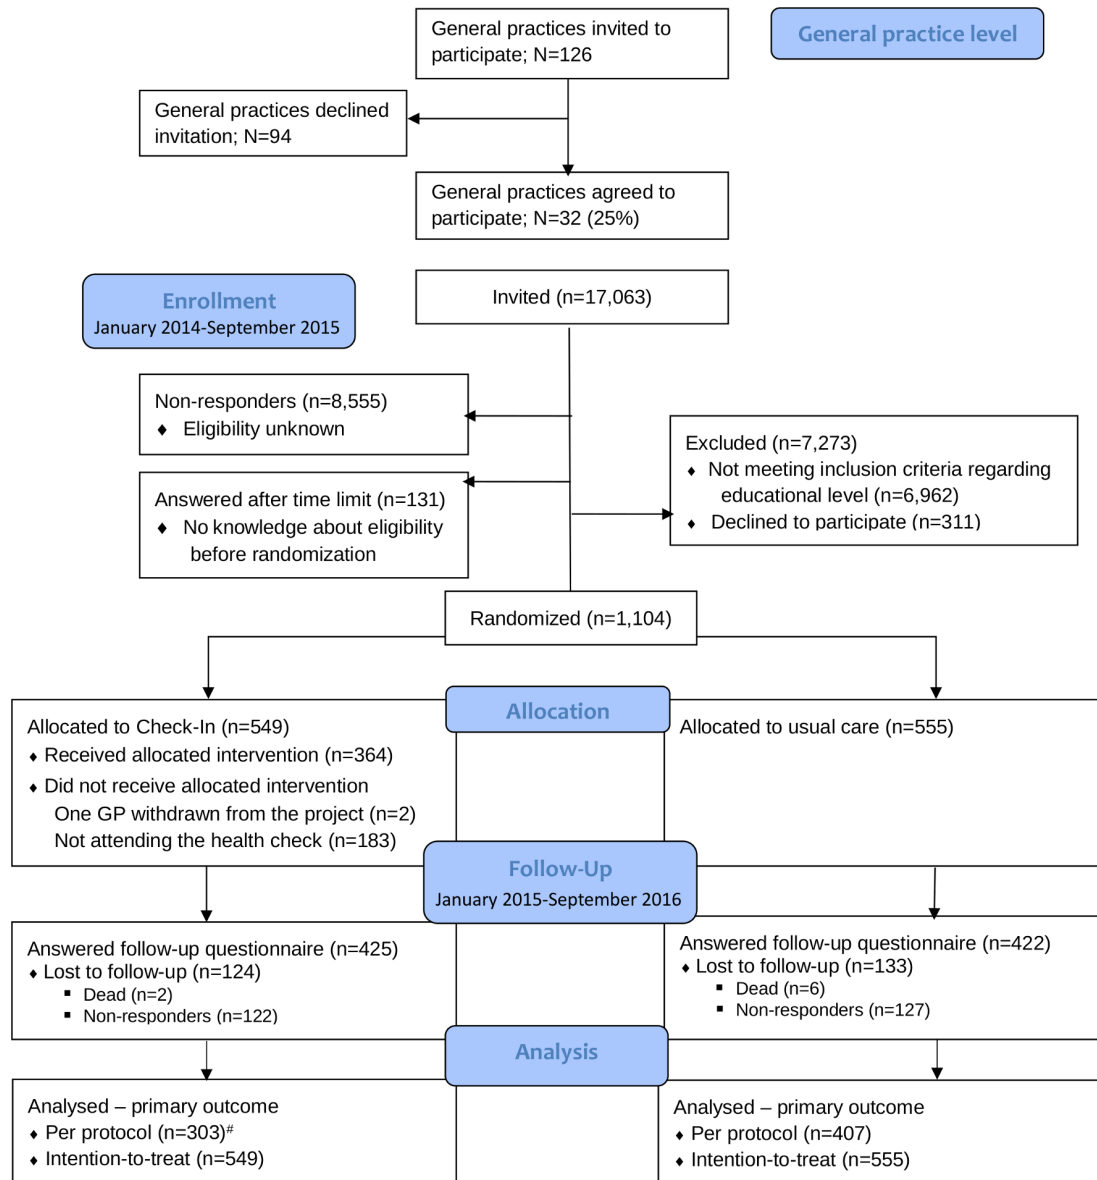 General practices invited to
participate; N=126
General practice level
General practices declined
invitation; N=94
General practices agreed to
participate; N=32 (25%)
Enrollment
January 2014-September 2015
Invited (n=17,063)
Non-responders (n=8,555)
♦ Eligibility unknown
Excluded (n=7,273)
♦ Not meeting inclusion criteria regarding
educational level (n=6,962)
♦ Declined to participate (n=311)
Answered after time limit (n=131)
♦ No knowledge about eligibility
before randomization
Randomized (n=1,104)
Allocation
Allocated to Check-In (n=549)
♦ Received allocated intervention (n=364)
♦ Did not receive allocated intervention
One GP withdrawn from the project (n=2)
Not attending the health check (n=183)
Allocated to usual care (n=555)
Follow-Up
January 2015-September 2016
Answered follow-up questionnaire (n=425)
♦ Lost to follow-up (n=124)
▪ Dead (n=2)
▪ Non-responders (n=122)
Answered follow-up questionnaire (n=422)
♦ Lost to follow-up (n=133)
▪ Dead (n=6)
▪ Non-responders (n=127)
Analysis
Analysed – primary outcome
♦ Per protocol (n=303)#
♦ Intention-to-treat (n=549)
Analysed – primary outcome
♦ Per protocol (n=407)
♦ Intention-to-treat (n=555)